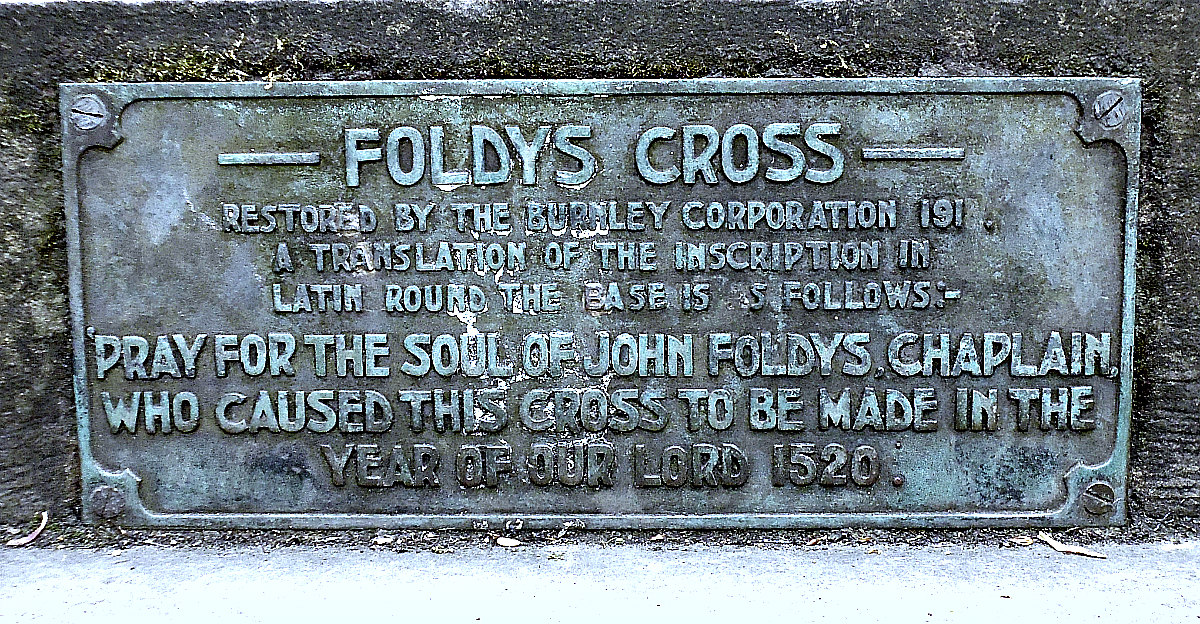 — FOLDYS CROSS —
RESTORED BY THE BURNLEY CORPORATION 191 .
A TRANSLATION OF THE INSCRIPTION IN
LATIN ROUND THE BASE IS S FOLLOWS:-
'PRAY FOR THE SOUL OF JOHN FOLDYS, CHAPLAIN,
WHO CAUSED THIS CROSS TO BE MADE IN THE
YEAR OF OUR LORD 1520.'